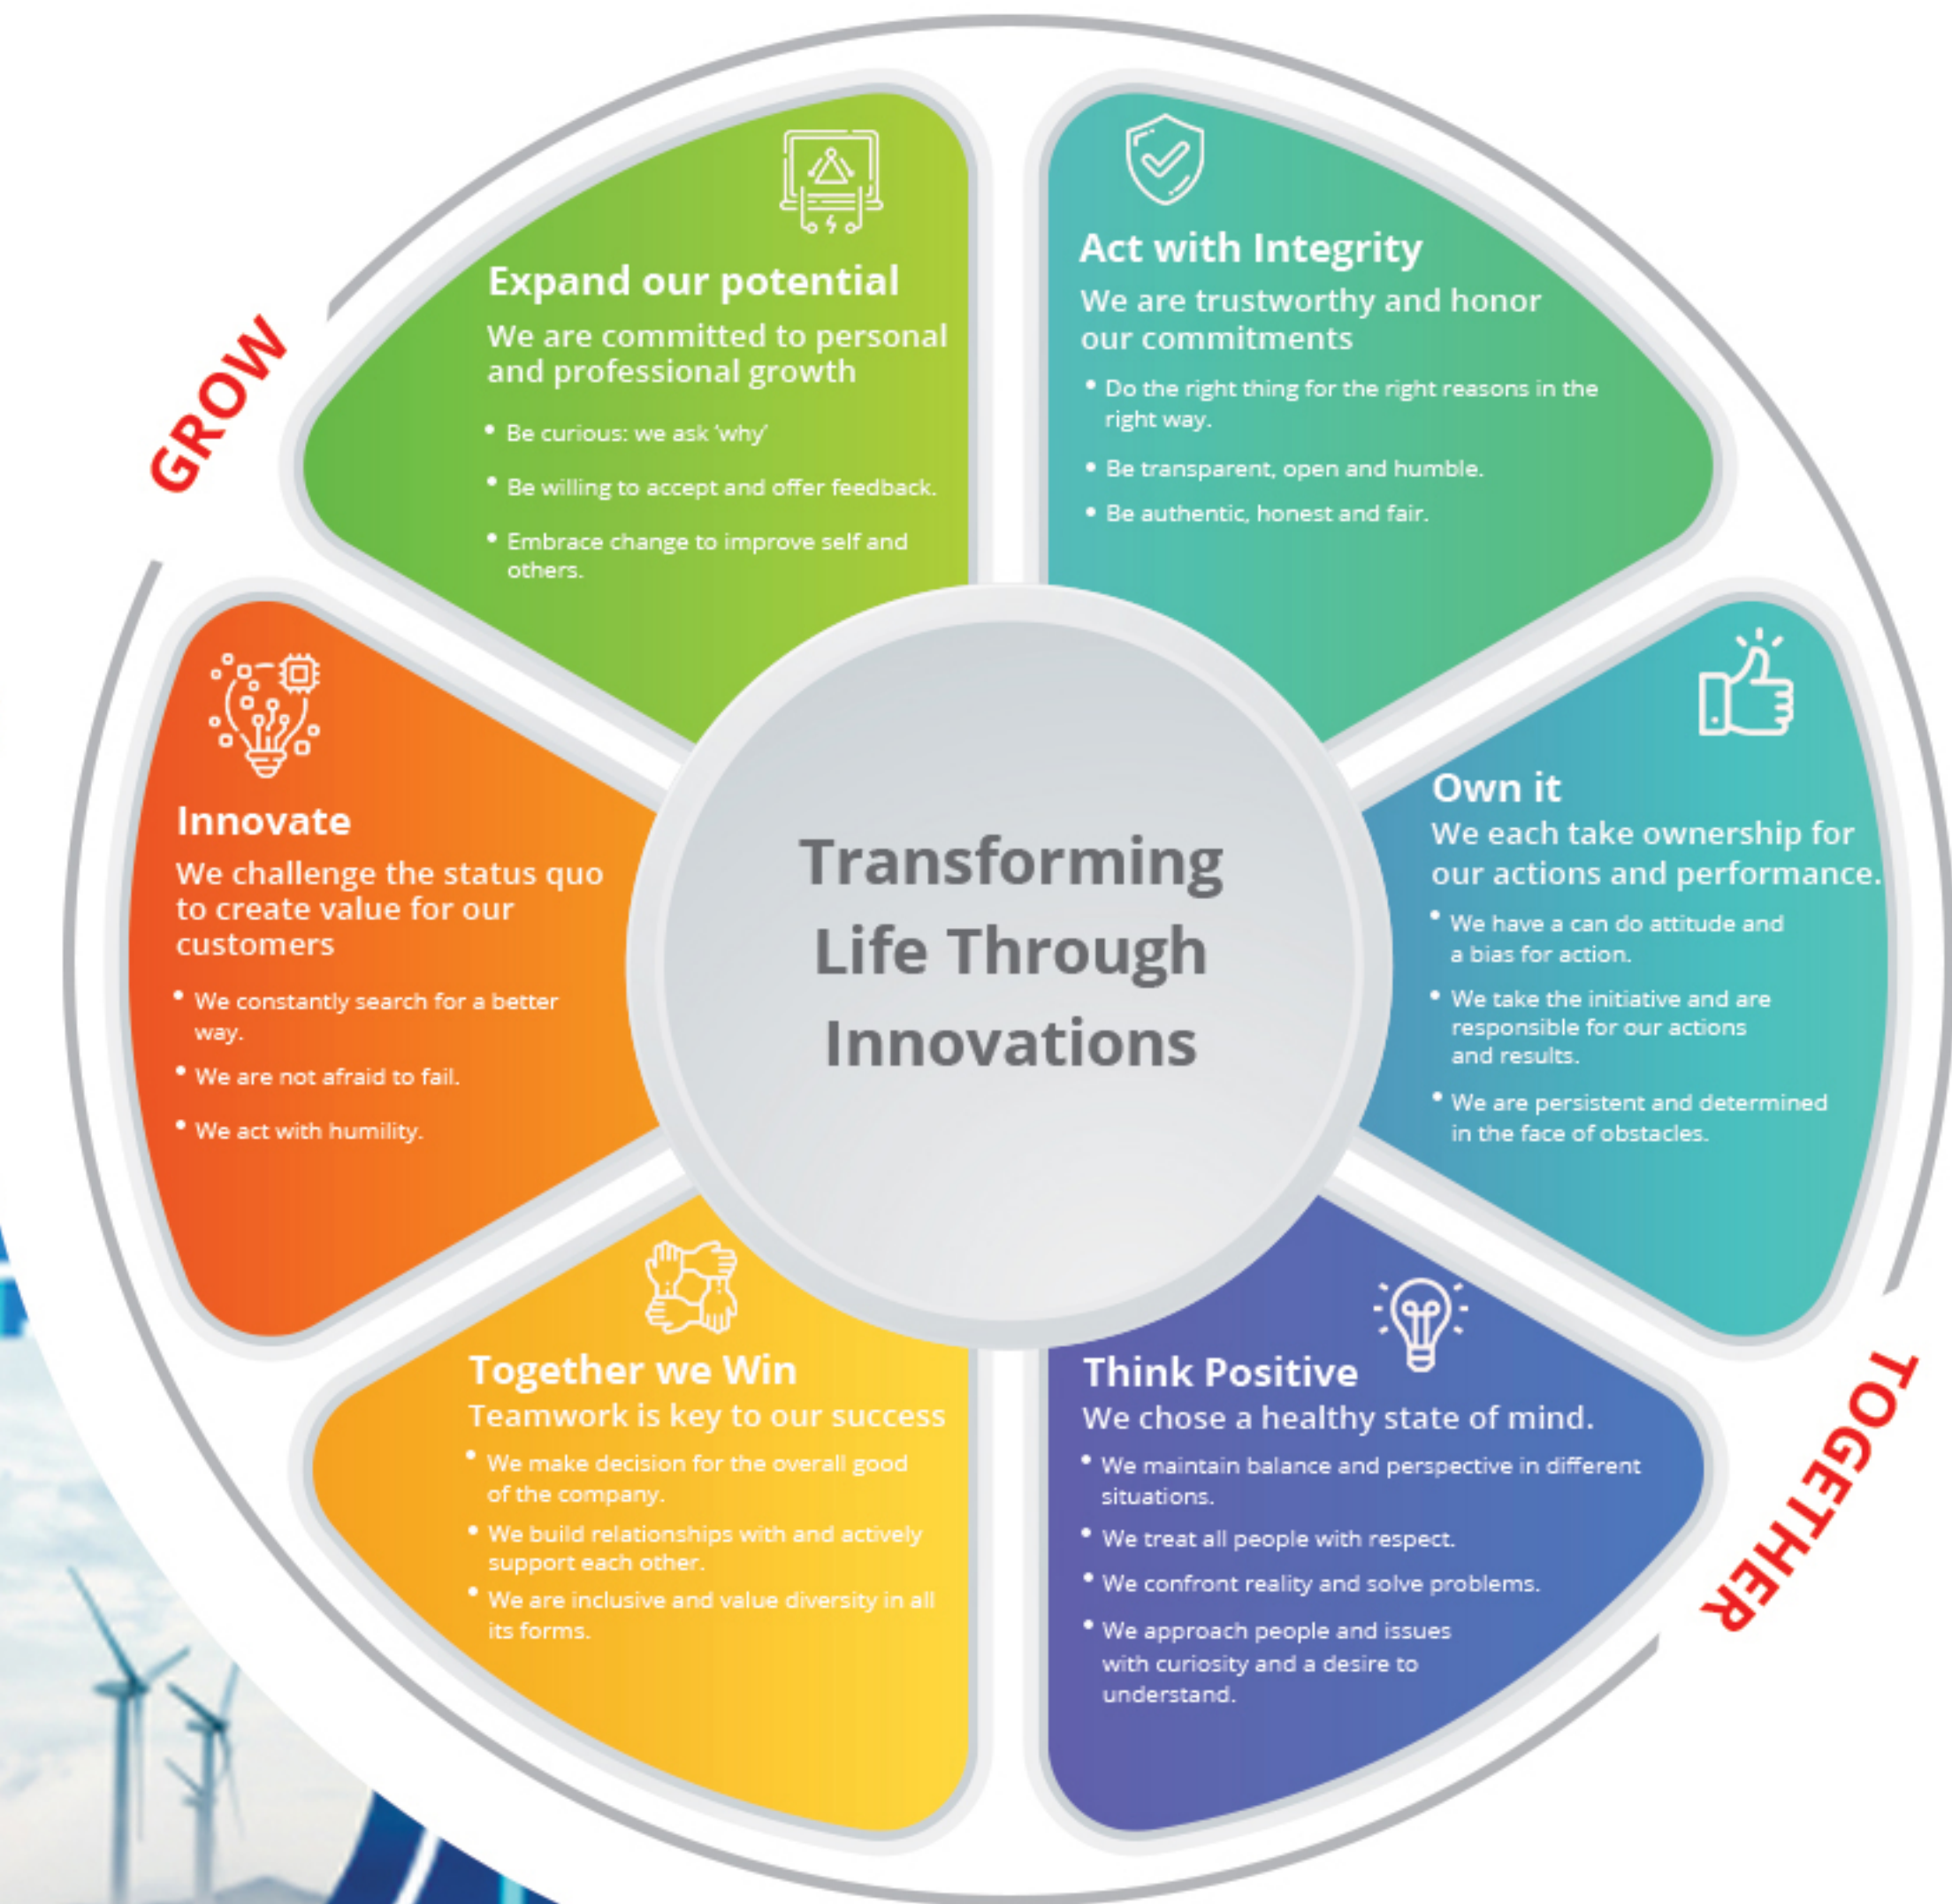 GROW
Expand our potential
We are committed to personal
and professional growth
• Be curious: we ask ‘why’
• Be willing to accept and offer feedback.
• Embrace change to improve self and
others.
Act with Integrity
We are trustworthy and honor
our commitments
• Do the right thing for the right reasons in the
right way.
• Be transparent, open and humble.
• Be authentic, honest and fair.
Own it
We each take ownership for
our actions and performance.
• We have a can do attitude and
a bias for action.
• We take the initiative and are
responsible for our actions
and results.
• We are persistent and determined
in the face of obstacles.
TOGETHER
Think Positive
We chose a healthy state of mind.
• We maintain balance and perspective in different
situations.
• We treat all people with respect.
• We confront reality and solve problems.
• We approach people and issues
with curiosity and a desire to
understand.
Together we Win
Teamwork is key to our success
• We make decision for the overall good
of the company.
• We build relationships with and actively
support each other.
• We are inclusive and value diversity in all
its forms.
Innovate
We challenge the status quo
to create value for our
customers
• We constantly search for a better
way.
• We are not afraid to fail.
• We act with humility.
Transforming
Life Through
Innovations